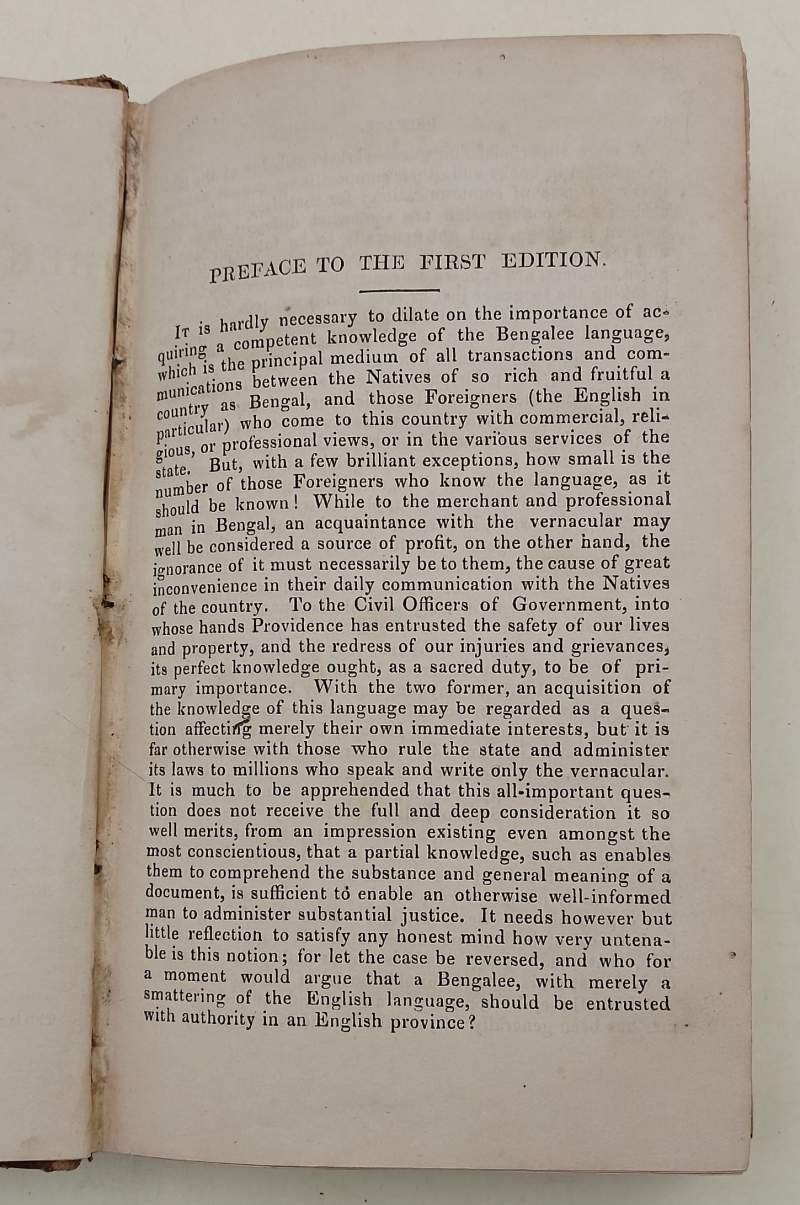 PREFACE TO THE FIRST EDITION.
IT is hardly necessary to dilate on the importance of ac-
quiring a competent knowledge of the Bengalee language,
which is the principal medium of all transactions and com-
munications between the Natives of so rich and fruitful a
country as Bengal, and those Foreigners (the English in
particular) who come to this country with commercial, reli-
gious, or professional views, or in the various services of the
state. But, with a few brilliant exceptions, how small is the
number of those Foreigners who know the language, as it
should be known! While to the merchant and professional
man in Bengal, an acquaintance with the vernacular may
well be considered a source of profit, on the other hand, the
ignorance of it must necessarily be to them, the cause of great
inconvenience in their daily communication with the Natives
of the country. To the Civil Officers of Government, into
whose hands Providence has entrusted the safety of our lives
and property, and the redress of our injuries and grievances,
its perfect knowledge ought, as a sacred duty, to be of pri-
mary importance. With the two former, an acquisition of
the knowledge of this language may be regarded as a ques-
tion affecting merely their own immediate interests, but it is
far otherwise with those who rule the state and administer
its laws to millions who speak and write only the vernacular.
It is much to be apprehended that this all-important ques-
tion does not receive the full and deep consideration it so
well merits, from an impression existing even amongst the
most conscientious, that a partial knowledge, such as enables
them to comprehend the substance and general meaning of a
document, is sufficient to enable an otherwise well-informed
man to administer substantial justice. It needs however but
little reflection to satisfy any honest mind how very untena-
ble is this notion; for let the case be reversed, and who for
a moment would argue that a Bengalee, with merely a
smattering of the English language, should be entrusted
with authority in an English province?